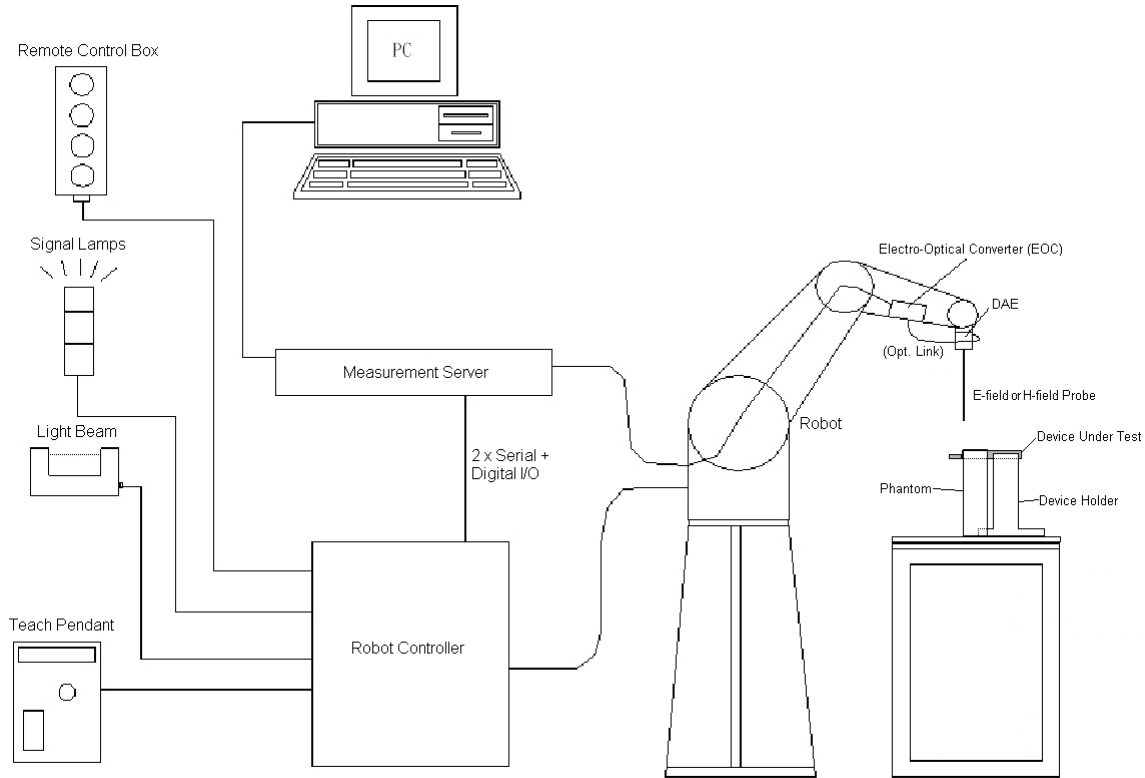 Remote Control Box
PC
Signal Lamps
Electro-Optical Converter (EOC)
DAE
(Opt. Link)
Measurement Server
E-field or H-field Probe
Robot
Light Beam
Device Under Test
2 x Serial +
Digital I/O
Phantom
Device Holder
Teach Pendant
Robot Controller